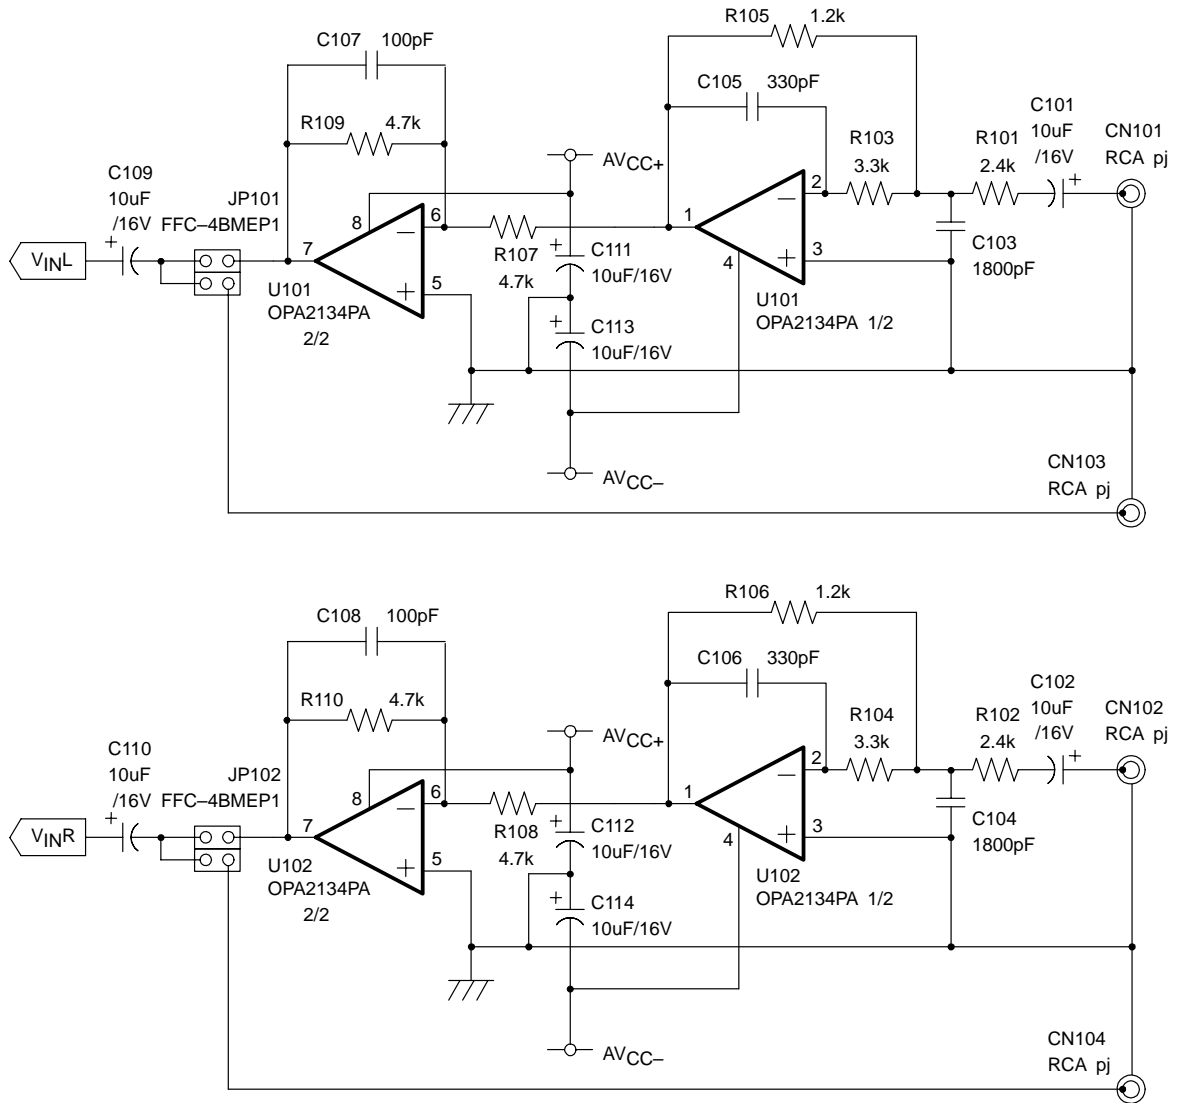 R105 1.2k
C107 100pF
C105 330pF
C101
10uF
/16V
CN101
RCA pj
R109 4.7k
R103
3.3k
R101
2.4k
+
AVCC+
C109
10uF
/16V
JP101
FFC–4BMEP1
+
8
6
–
2
–
1
7
R107
4.7k
+
C111
10uF/16V
4
+
3
C103
1800pF
VINL
5
+
U101
OPA2134PA
2/2
U101
OPA2134PA 1/2
+
C113
10uF/16V
AVCC–
CN103
RCA pj
R106 1.2k
C108 100pF
C106 330pF
C102
10uF
/16V
CN102
RCA pj
R110 4.7k
R104
3.3k
R102
2.4k
+
AVCC+
C110
10uF
/16V
JP102
FFC–4BMEP1
+
8
6
–
2
–
1
7
R108
4.7k
+
C112
10uF/16V
4
+
3
C104
1800pF
VINR
5
+
U102
OPA2134PA
2/2
U102
OPA2134PA 1/2
+
C114
10uF/16V
AVCC–
CN104
RCA pj